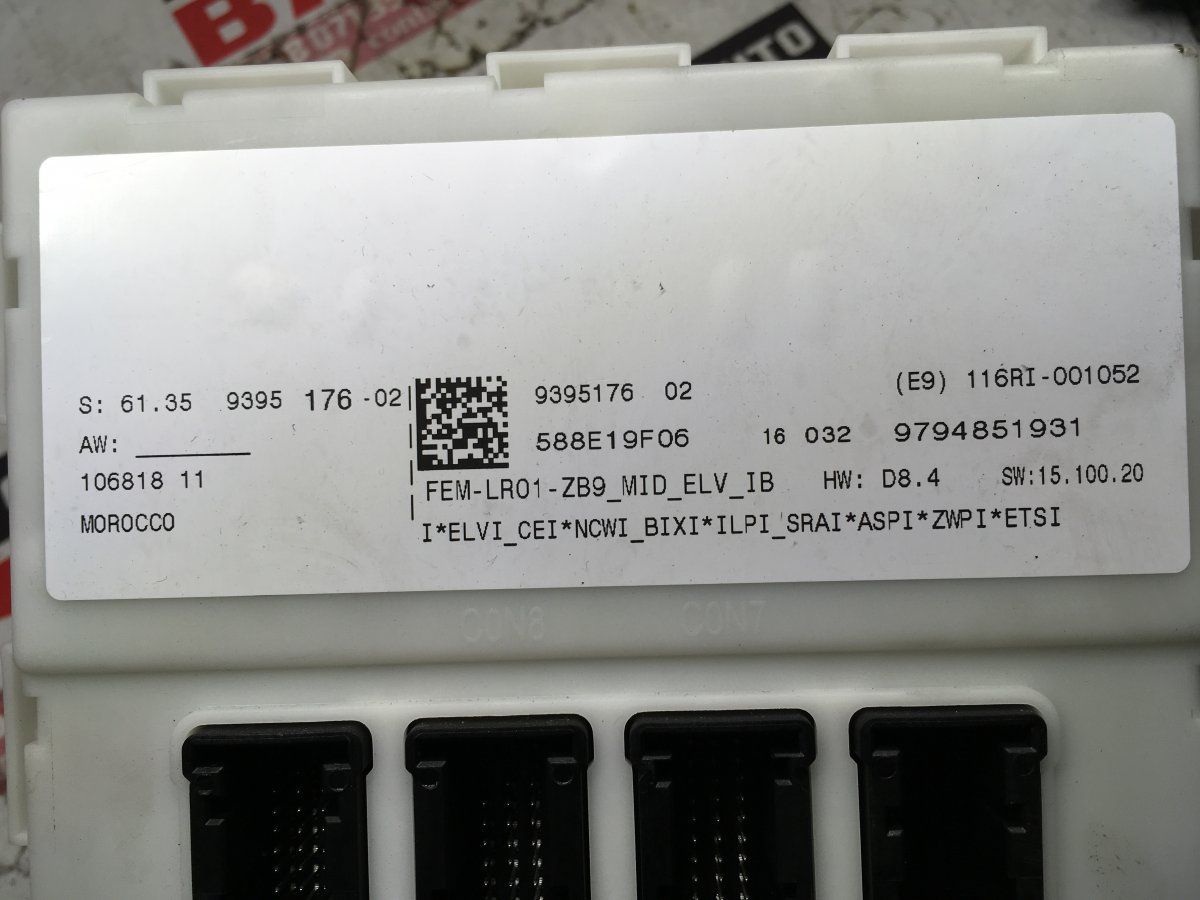 S: 61.35 9395 176 -02
AW:
106818 11
MOROCCO
9395176 02
(E9) 116RI-001052
588E19F06 16 032 9794851931
FEM-LR01-ZB9_MID_ELV_IB HW: D8.4 SW:15.100.20
I*ELVI_CEI*NCWI_BIXI*ILPI_SRAI*ASPI*ZWPI*ETSI
CON8 CON7